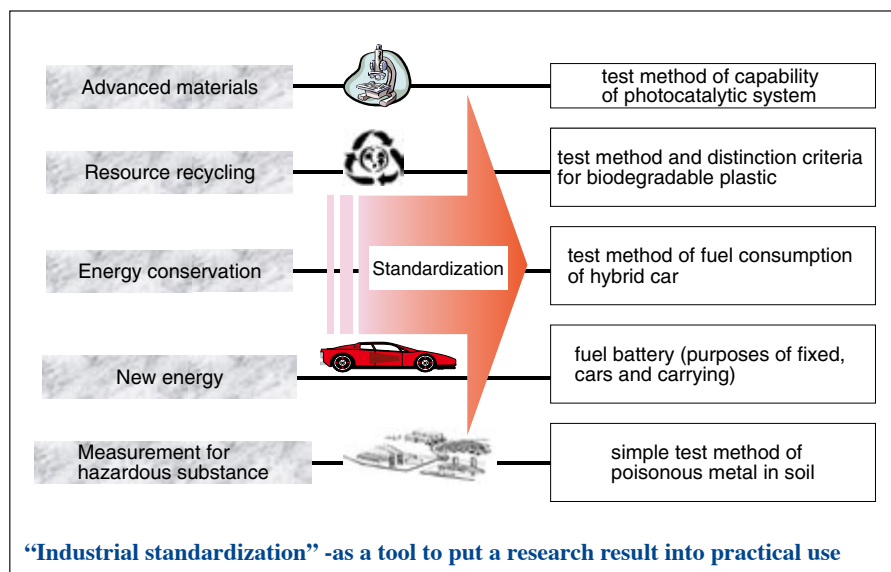 Advanced materials
test method of capability
of photocatalytic system
Resource recycling
test method and distinction criteria
for biodegradable plastic
Energy conservation
Standardization
test method of fuel consumption
of hybrid car
New energy
fuel battery (purposes of fixed,
cars and carrying)
Measurement for
hazardous substance
simple test method of
poisonous metal in soil
“Industrial standardization” -as a tool to put a research result into practical use